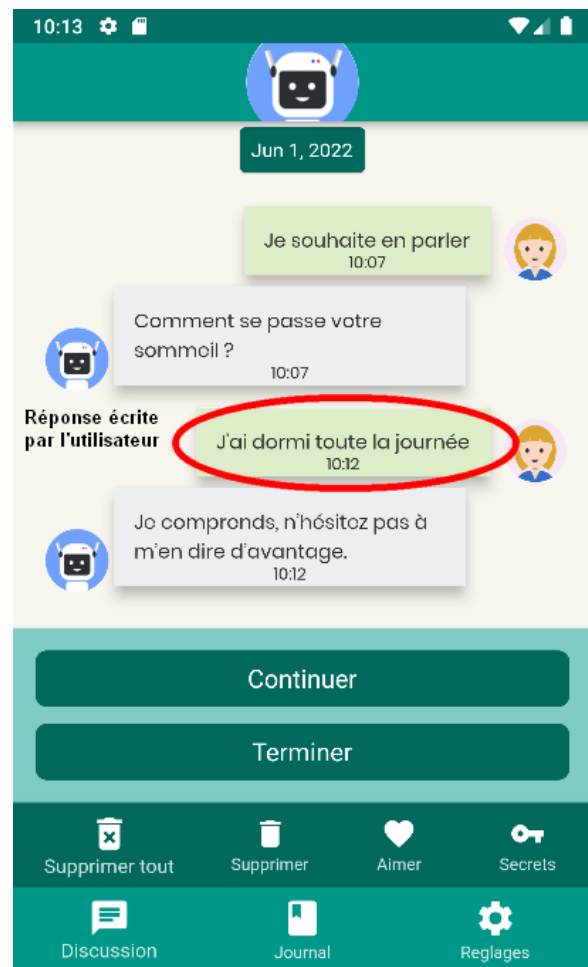 10:13
Jun 1, 2022
Je souhaite en parler
10:07
Comment se passe votre
sommeil ?
10:07
Réponse écrite
par l'utilisateur
J'ai dormi toute la journée
10:12
Je comprends, n'hésitez pas à
m'en dire d'avantage.
10:12
Continuer
Terminer
Supprimer tout
Supprimer
Aimer
Secrets
Discussion
Journal
Reglages